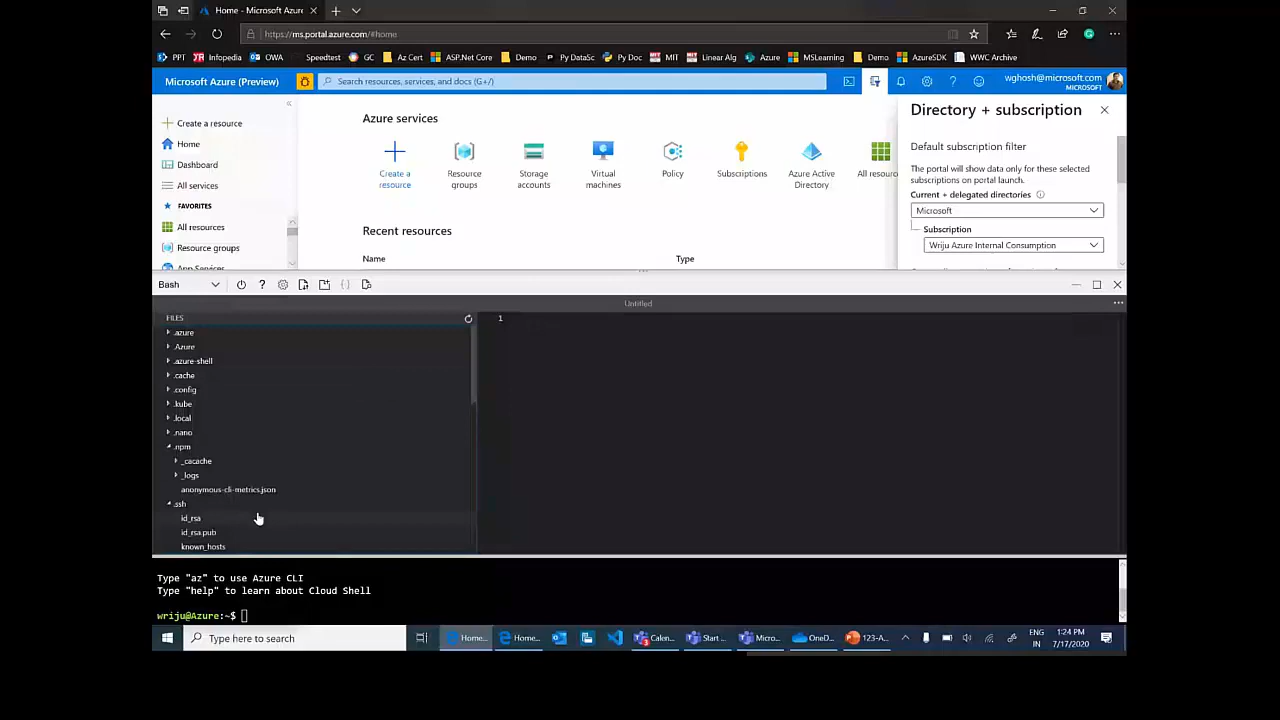 Home - Microsoft Azure
https://ms.portal.azure.com/#home
PPT Infopedia OWA Speedtest GC Az Cert ASP.Net Core Demo Py DataSc Py Doc MIT Linear Alg Azure MSLearning Demo AzureSDK WWC Archive
Microsoft Azure (Preview)
Search resources, services, and docs (G+/)
wghosh@microsoft.com
MICROSOFT
Create a resource
Home
Dashboard
All services
FAVORITES
All resources
Resource groups
App Services
Azure services
Create a resource
Resource groups
Storage accounts
Virtual machines
Policy
Subscriptions
Azure Active Directory
All resourc
Recent resources
Name Type
Directory + subscription
Default subscription filter
The portal will show data only for these selected
subscriptions on portal launch.
Current + delegated directories
Microsoft
Subscription
Wriju Azure Internal Consumption
Bash
Untitled
FILES
.azure
.Azure
.azure-shell
.cache
.config
.kube
.local
.nano
.npm
_cacache
_logs
anonymous-cli-metrics.json
.ssh
id_rsa
id_rsa.pub
known_hosts
1
Type "az" to use Azure CLI
Type "help" to learn about Cloud Shell
wriju@Azure:~$
Type here to search
Home... Home... Calen... Start ... Micro... OneD... 123-A...
ENG
IN
1:24 PM
7/17/2020